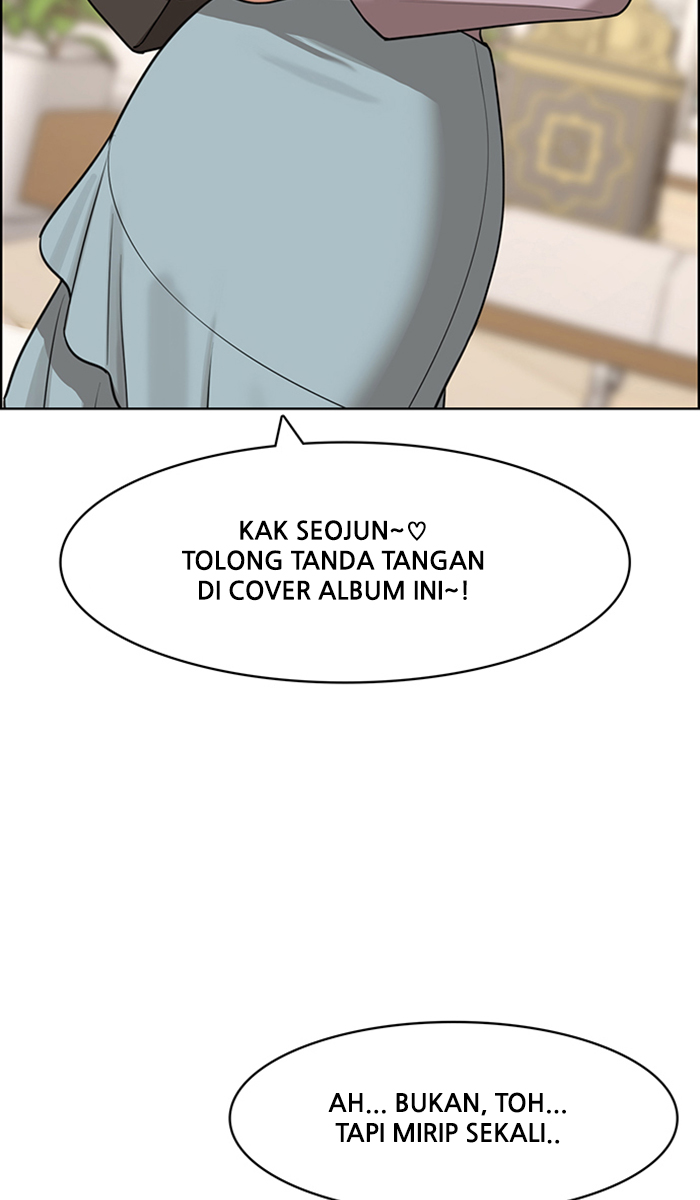 KAK SEOJUN~♡
TOLONG TANDA TANGAN
DI COVER ALBUM INI~!
AH... BUKAN, TOH...
TAPI MIRIP SEKALI..